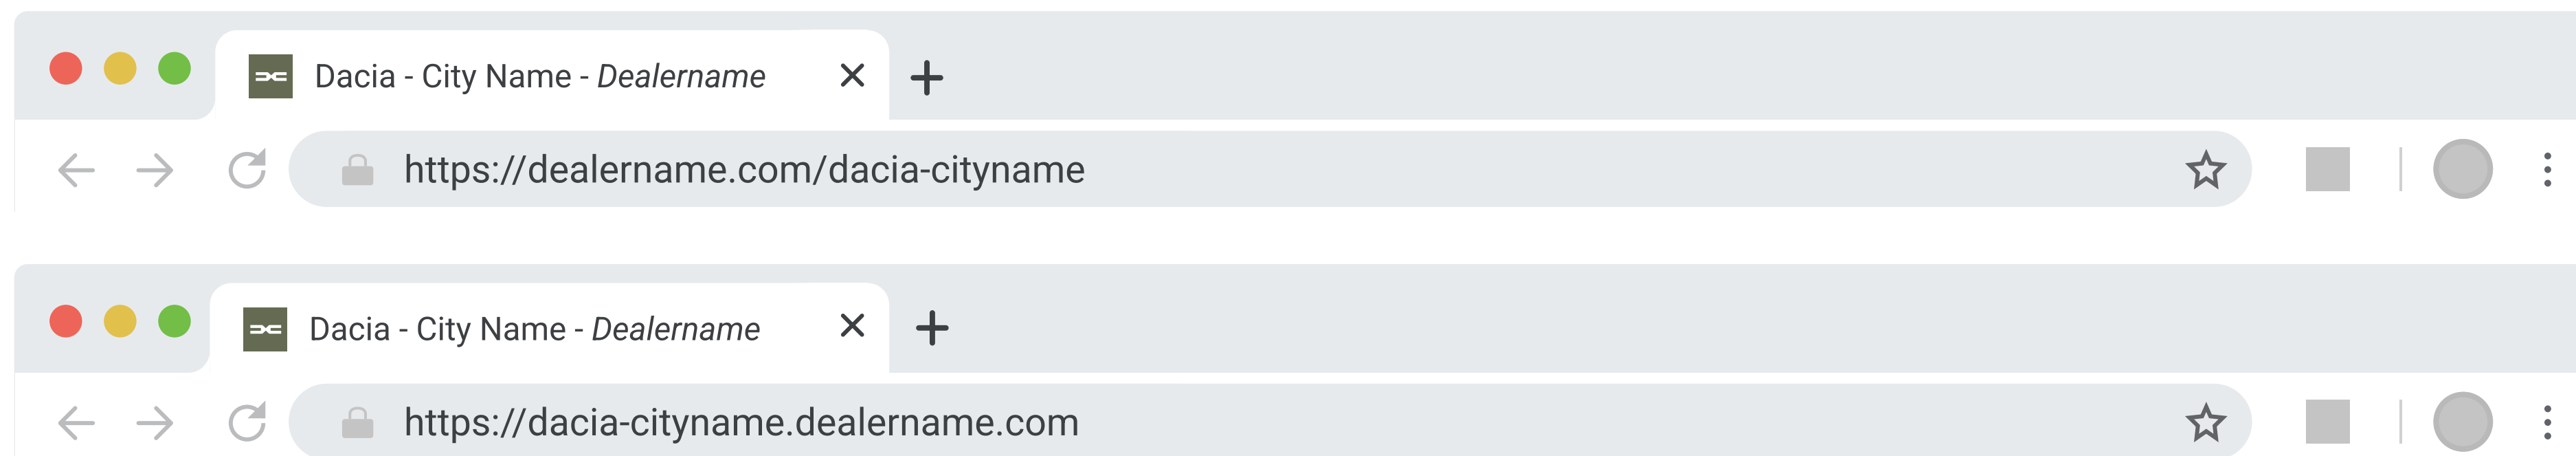 Dacia - City Name - Dealername
https://dealername.com/dacia-cityname
Dacia - City Name - Dealername
https://dacia-cityname.dealername.com